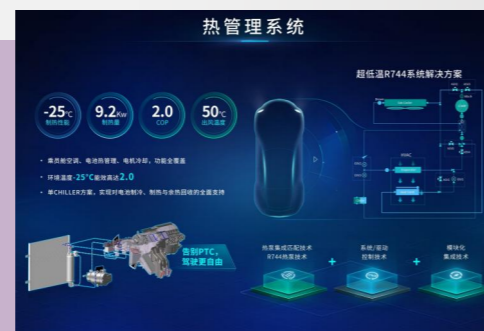 热管理系统
超低温R744系统解决方案
-25℃
制热性能
9.2Kw
制热量
2.0
COP
50℃
出风温度
• 乘员舱空调、电池热管理、电机冷却，功能全覆盖
• 环境温度-25°C能效高达2.0
• 单CHILLER方案，实现对电池制冷、制热与余热回收的全面支持
HVAC
告别PTC，
驾驶更自由
热泵集成匹配技术
R744热泵技术
+
系统/驱动
控制技术
+
模块化
集成技术